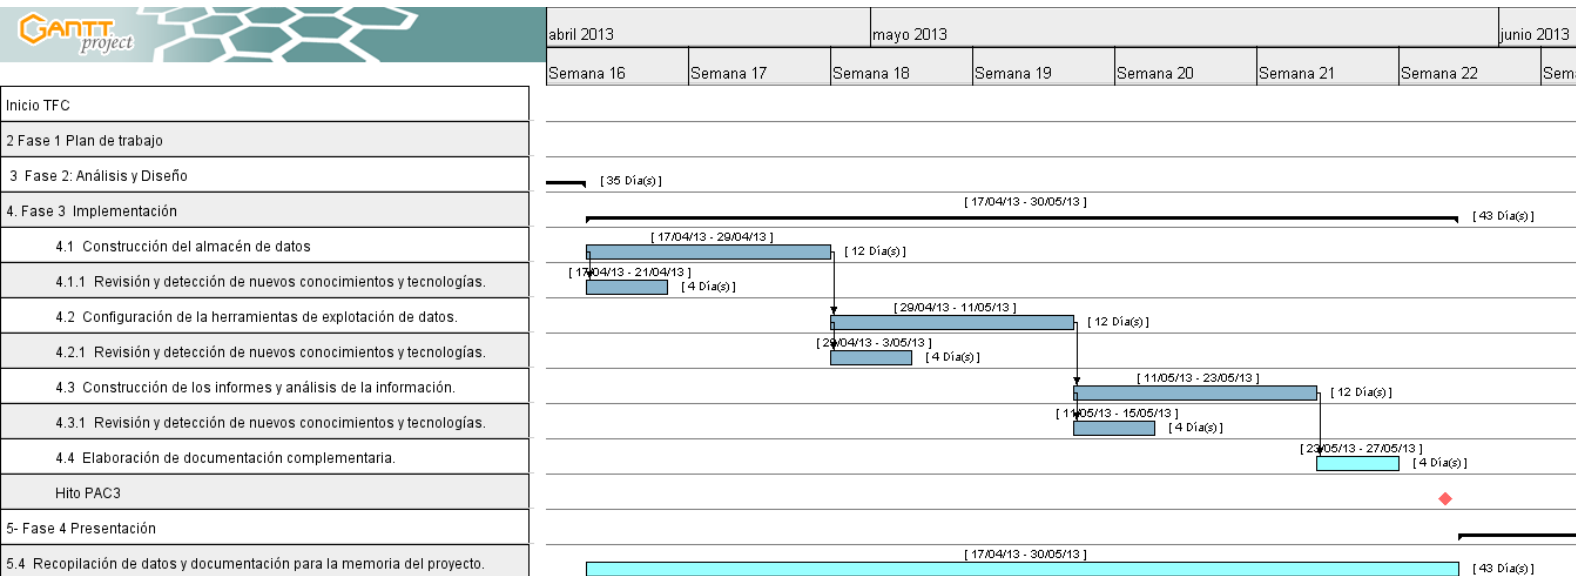 GANTT
project
abril 2013
mayo 2013
junio 2013
Semana 16
Semana 17
Semana 18
Semana 19
Semana 20
Semana 21
Semana 22
Sem
Inicio TFC
2 Fase 1 Plan de trabajo
3 Fase 2: Análisis y Diseño
[ 35 Día(s) ]
4. Fase 3 Implementación
[ 17/04/13 - 30/05/13 ]
[ 43 Día(s) ]
4.1 Construcción del almacén de datos
[ 17/04/13 - 29/04/13 ]
[ 12 Día(s) ]
4.1.1 Revisión y detección de nuevos conocimientos y tecnologías.
[ 17/04/13 - 21/04/13 ]
[ 4 Día(s) ]
4.2 Configuración de la herramientas de explotación de datos.
[ 29/04/13 - 11/05/13 ]
[ 12 Día(s) ]
4.2.1 Revisión y detección de nuevos conocimientos y tecnologías.
[ 29/04/13 - 3/05/13 ]
[ 4 Día(s) ]
4.3 Construcción de los informes y análisis de la información.
[ 11/05/13 - 23/05/13 ]
[ 12 Día(s) ]
4.3.1 Revisión y detección de nuevos conocimientos y tecnologías.
[ 11/05/13 - 15/05/13 ]
[ 4 Día(s) ]
4.4 Elaboración de documentación complementaria.
[ 23/05/13 - 27/05/13 ]
[ 4 Día(s) ]
Hito PAC3
5- Fase 4 Presentación
5.4 Recopilación de datos y documentación para la memoria del proyecto.
[ 17/04/13 - 30/05/13 ]
[ 43 Día(s) ]